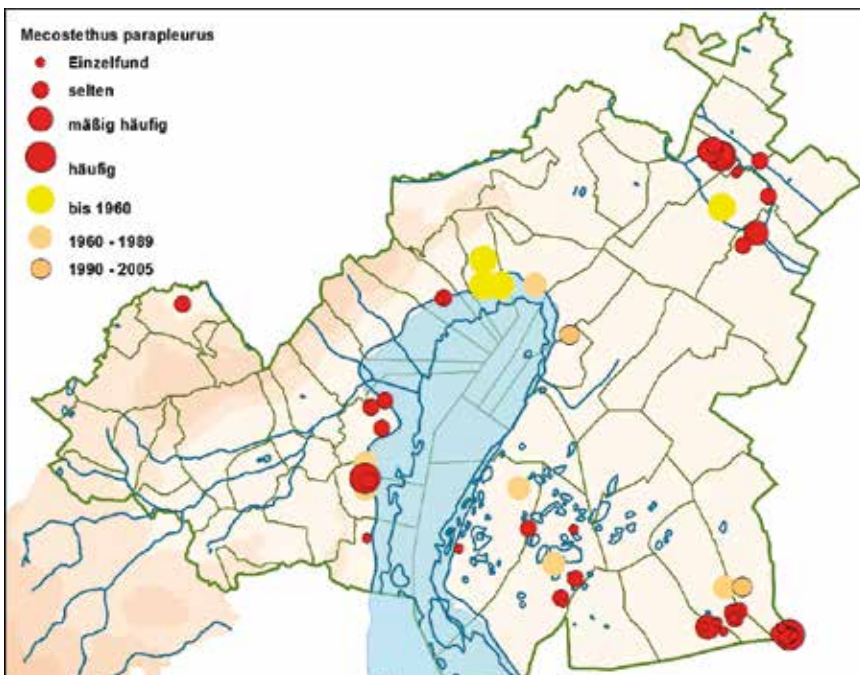 Mecostethus parapleurus
Einzelfund
selten
mäßig häufig
häufig
bis 1960
1960 - 1989
1990 - 2005